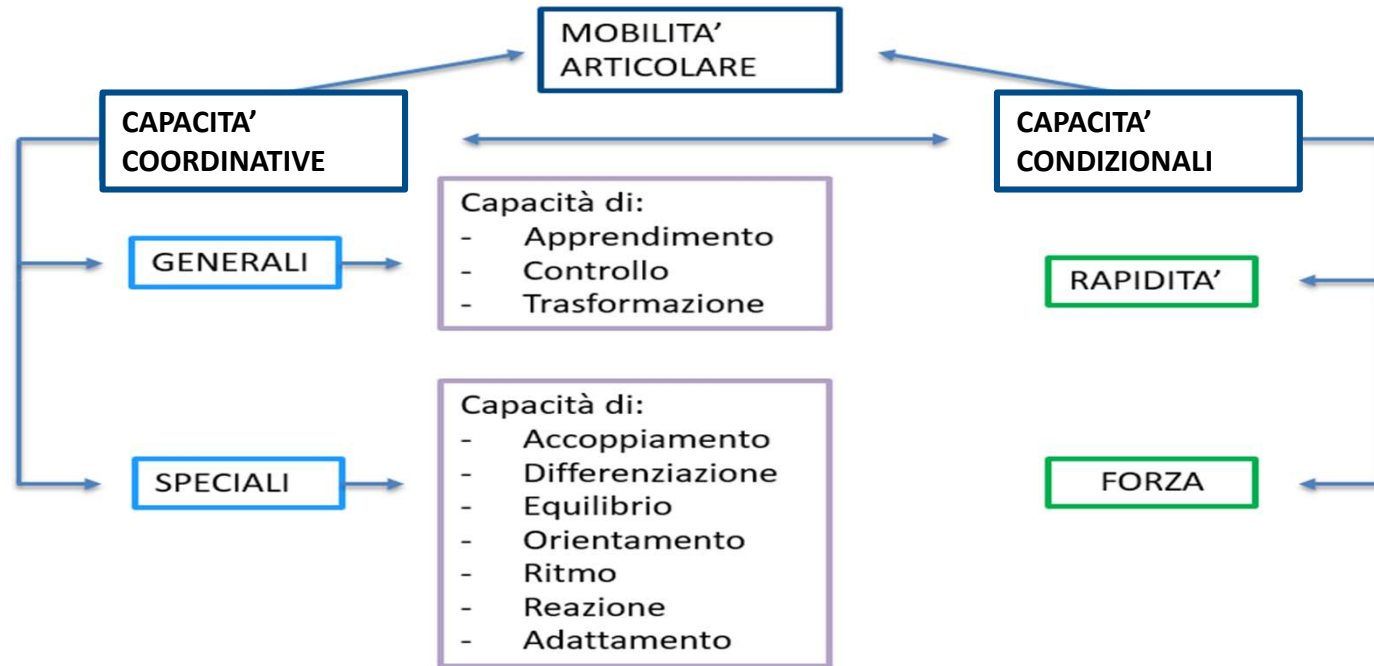 MOBILITA’
ARTICOLARE
CAPACITA’
COORDINATIVE
CAPACITA’
CONDIZIONALI
GENERALI
Capacità di:
- Apprendimento
- Controllo
- Trasformazione
RAPIDITA’
SPECIALI
Capacità di:
- Accoppiamento
- Differenziazione
- Equilibrio
- Orientamento
- Ritmo
- Reazione
- Adattamento
FORZA